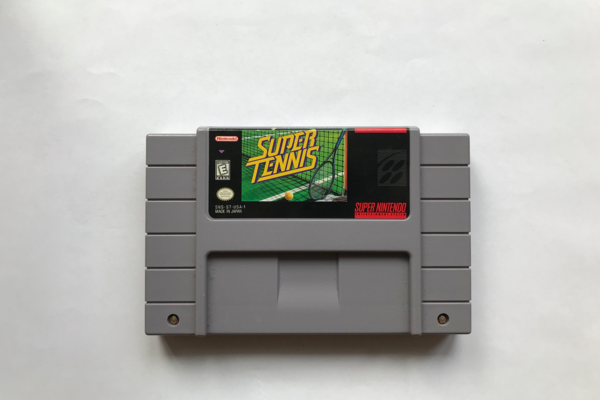 Nintendo
SUPER
TENNIS
E
SNS-ST-USA-1
MADE IN JAPAN
SUPER NINTENDO